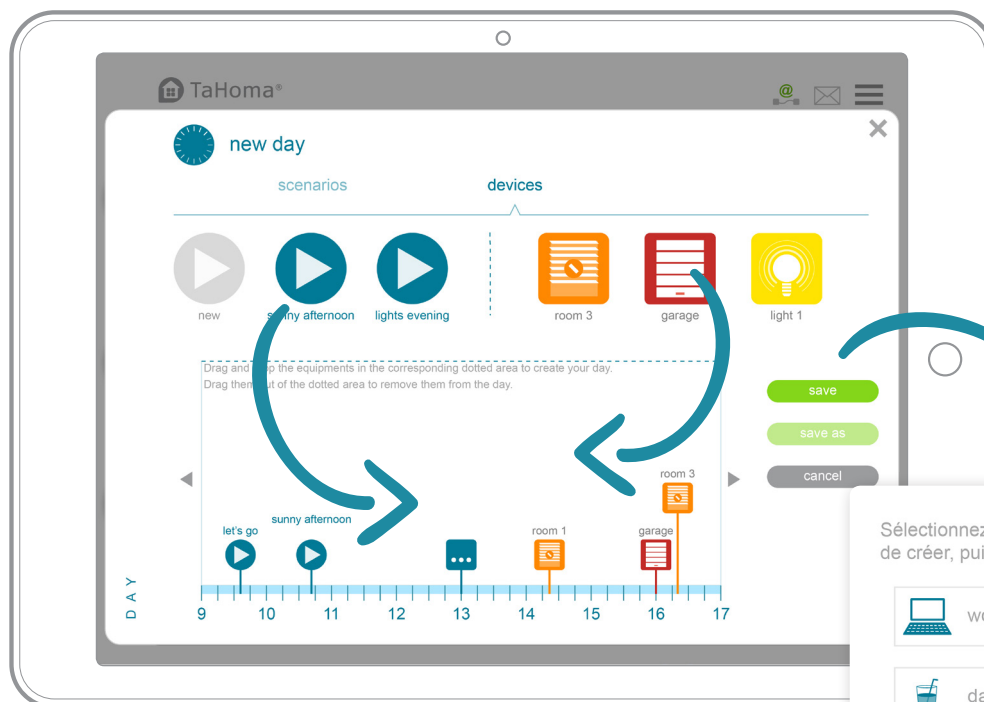 TaHoma®
@
new day
scenarios
devices
new
sunny afternoon
lights evening
room 3
garage
light 1
Drag and drop the equipments in the corresponding dotted area to create your day.
Drag them out of the dotted area to remove them from the day.
save
save as
cancel
room 3
let's go
sunny afternoon
room 1
garage
...
DAY
9 10 11 12 13 14 15 16 17
Sélectionnez
de créer, pui